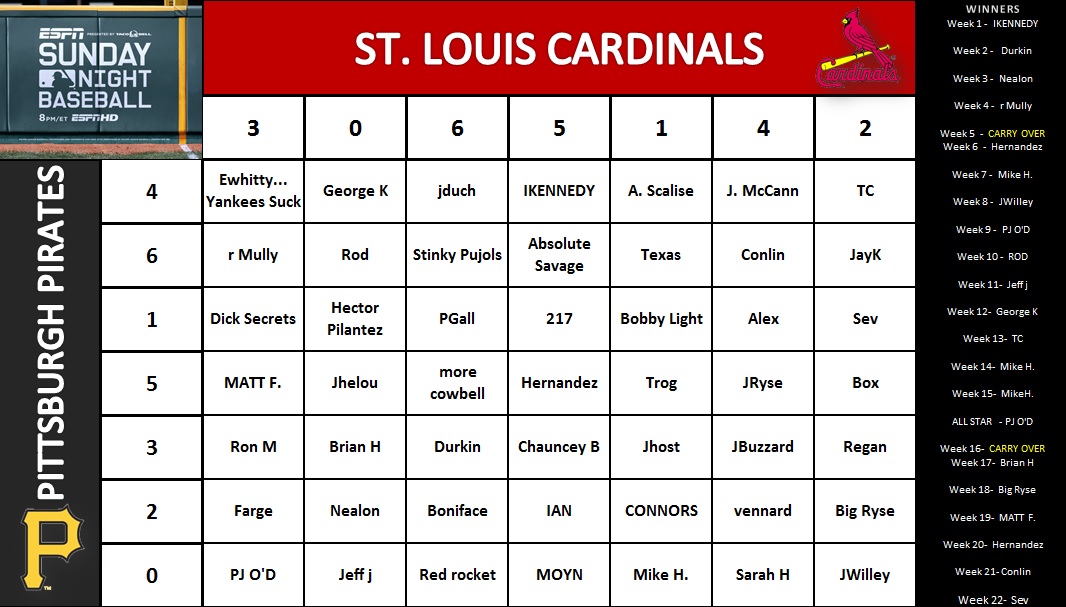 ESPN PRESENTED BY TACO BELL
SUNDAY
NIGHT
BASEBALL
8PM/ET ESPN HD
ST. LOUIS CARDINALS
Cardinals
PITTSBURGH PIRATES
P
TM
3 0 6 5 1 4 2
4 Ewhitty... Yankees Suck George K jduch IKENNEDY A. Scalise J. McCann TC
6 r Mully Rod Stinky Pujols Absolute Savage Texas Conlin JayK
1 Dick Secrets Hector Pilantez PGall 217 Bobby Light Alex Sev
5 MATT F. Jhelou more cowbell Hernandez Trog JRyse Box
3 Ron M Brian H Durkin Chauncey B Jhost JBuzzard Regan
2 Farge Nealon Boniface IAN CONNORS vennard Big Ryse
0 PJ O'D Jeff j Red rocket MOYN Mike H. Sarah H JWilley
WINNERS
Week 1 - IKENNEDY
Week 2 - Durkin
Week 3 - Nealon
Week 4 - r Mully
Week 5 - CARRY OVER
Week 6 - Hernandez
Week 7 - Mike H.
Week 8 - JWilley
Week 9 - PJ O'D
Week 10 - ROD
Week 11- Jeff j
Week 12- George K
Week 13- TC
Week 14- Mike H.
Week 15- MikeH.
ALL STAR - PJ O'D
Week 16- CARRY OVER
Week 17- Brian H
Week 18- Big Ryse
Week 19- MATT F.
Week 20- Hernandez
Week 21- Conlin
Week 22- Sev